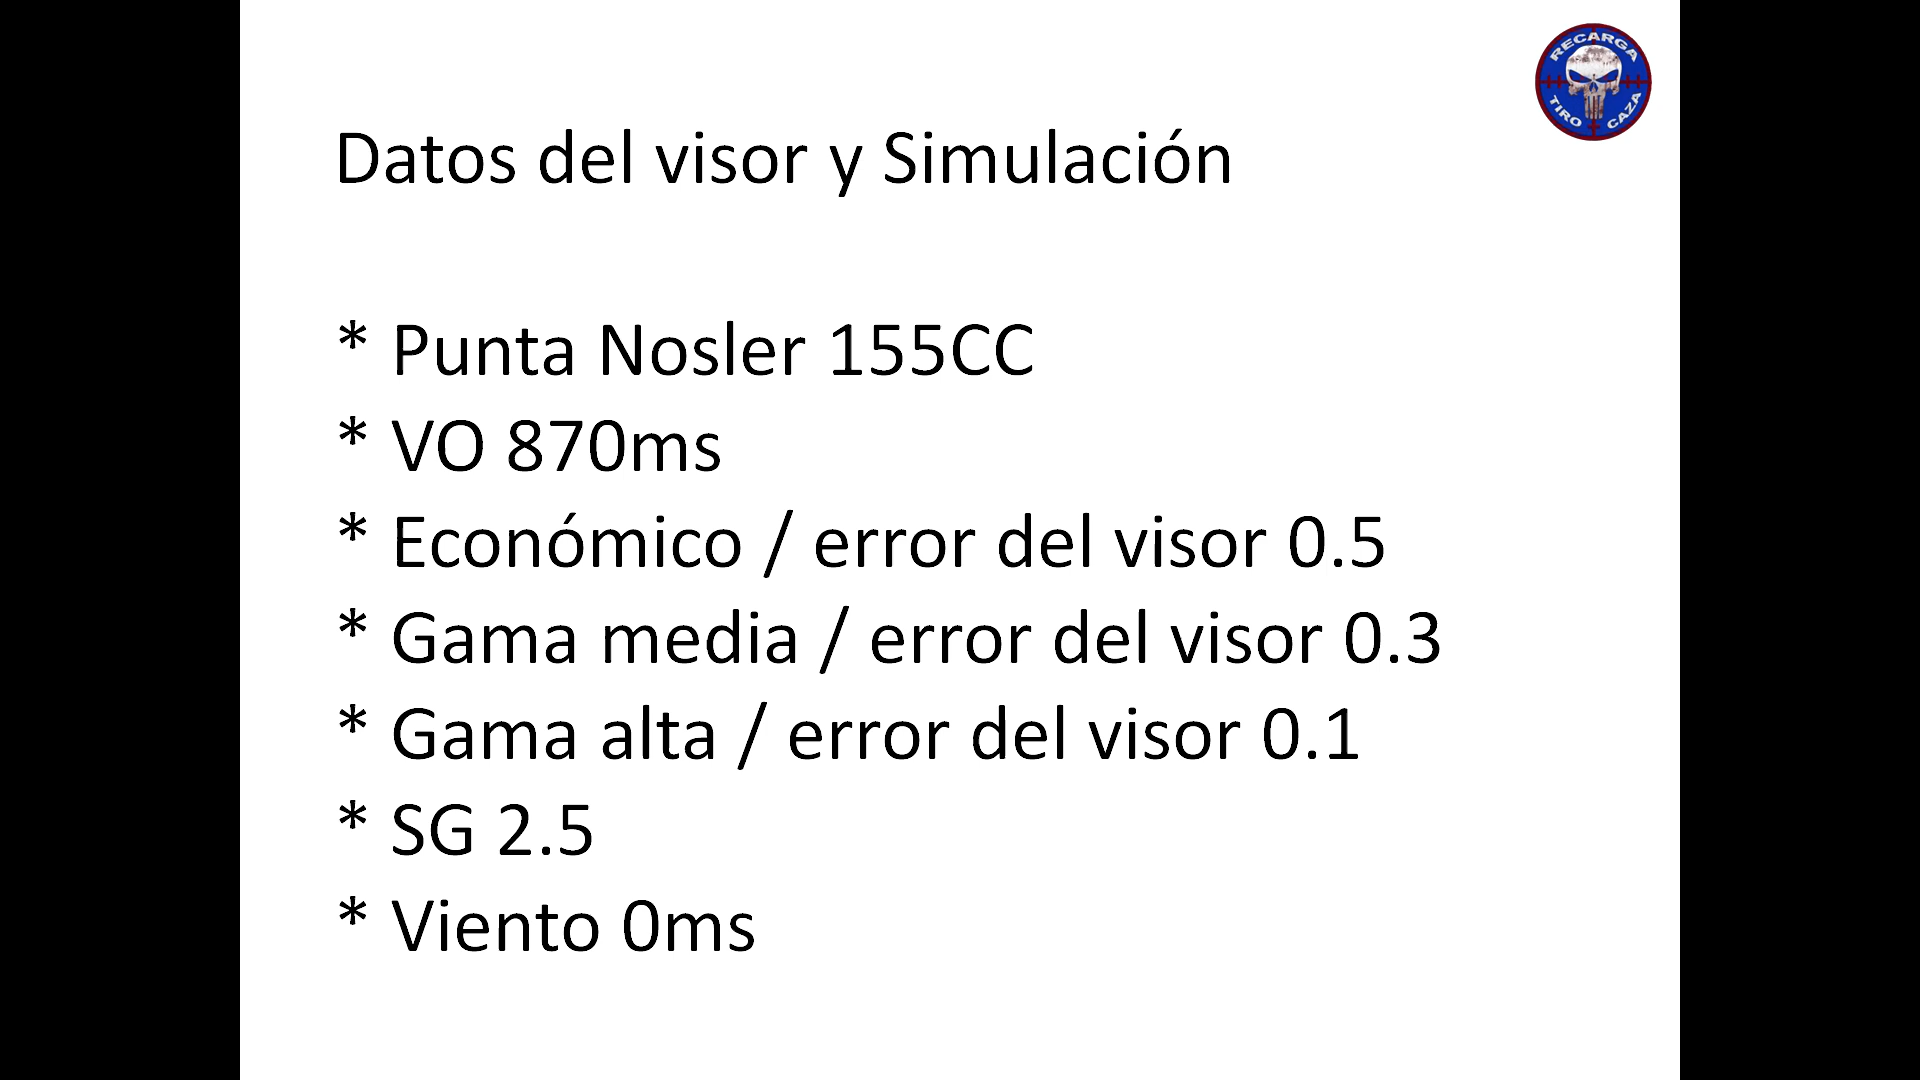 RECARGA
TIRO CAZA
Datos del visor y Simulación
* Punta Nosler 155CC
* VO 870ms
* Económico / error del visor 0.5
* Gama media / error del visor 0.3
* Gama alta / error del visor 0.1
* SG 2.5
* Viento 0ms